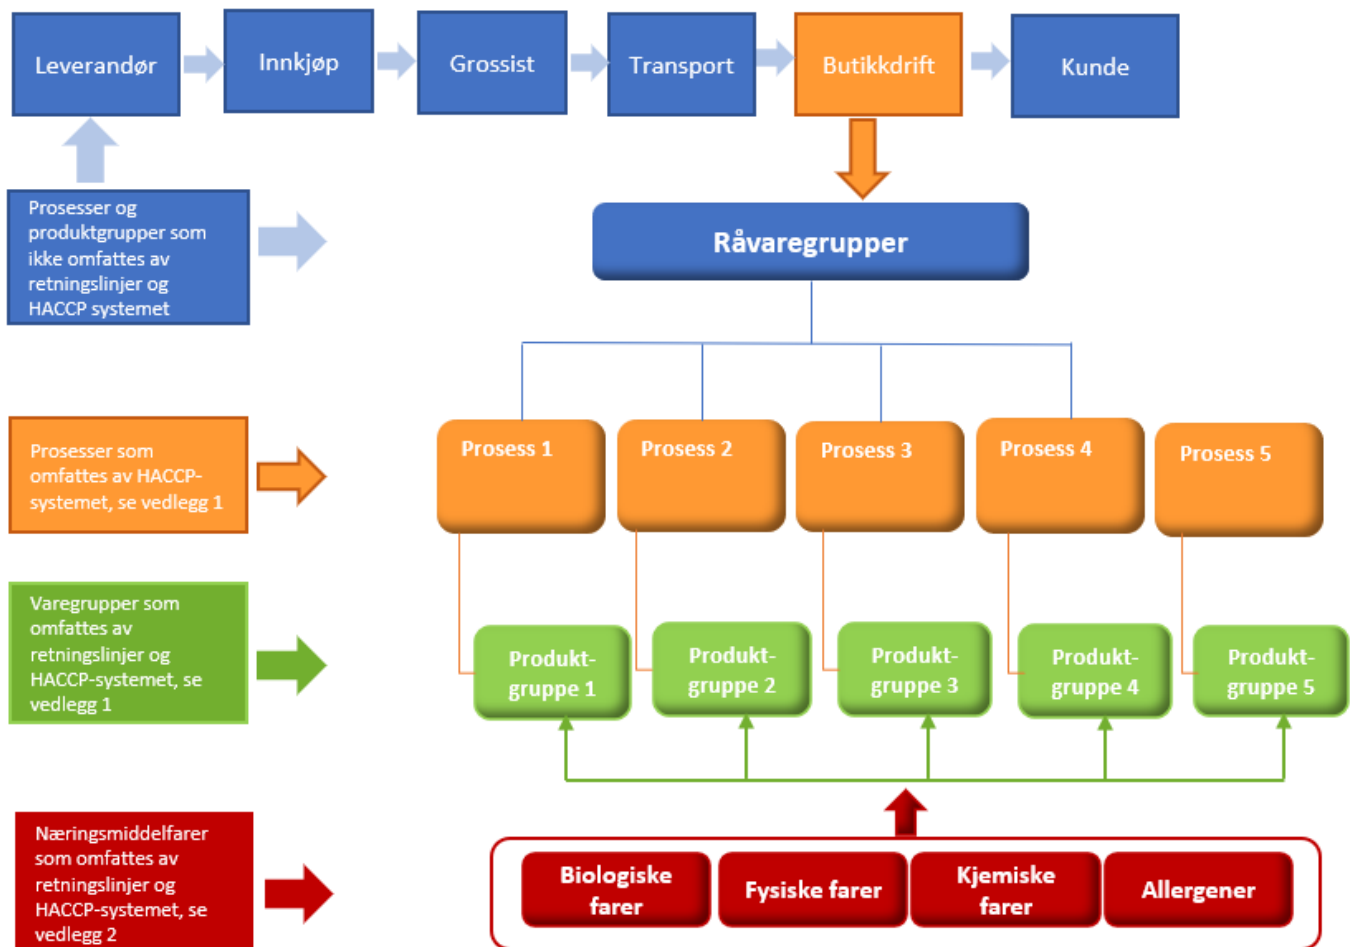 Leverandør
Innkjøp
Grossist
Transport
Butikkdrift
Kunde
Prosesser og
produktgrupper som
ikke omfattes av
retningslinjer og
HACCP systemet
Råvaregrupper
Prosesser som
omfattes av HACCP-
systemet, se vedlegg 1
Prosess 1
Prosess 2
Prosess 3
Prosess 4
Prosess 5
Varegrupper som
omfattes av
retningslinjer og
HACCP-systemet, se
vedlegg 1
Produkt-
gruppe 1
Produkt-
gruppe 2
Produkt-
gruppe 3
Produkt-
gruppe 4
Produkt-
gruppe 5
Næringsmiddelfarer
som omfattes av
retningslinjer og
HACCP-systemet, se
vedlegg 2
Biologiske
farer
Fysiske farer
Kjemiske
farer
Allergener